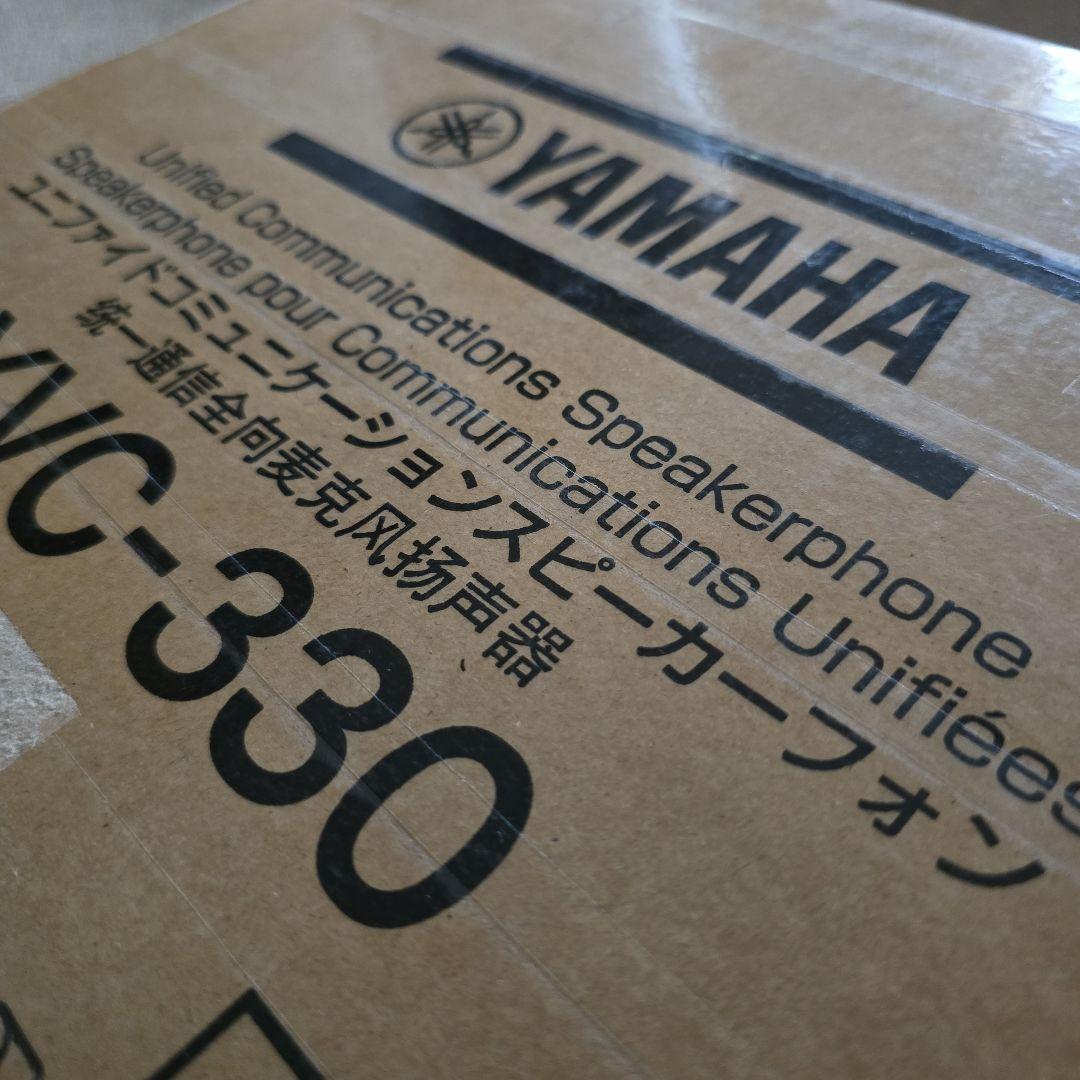 YAMAHA
Unified Communications Speakerphone
Speakerphone pour Communications Unifiées
ユニファイドコミュニケーションスピーカーフォン
统一通信全向麦克风扬声器
YVC-330